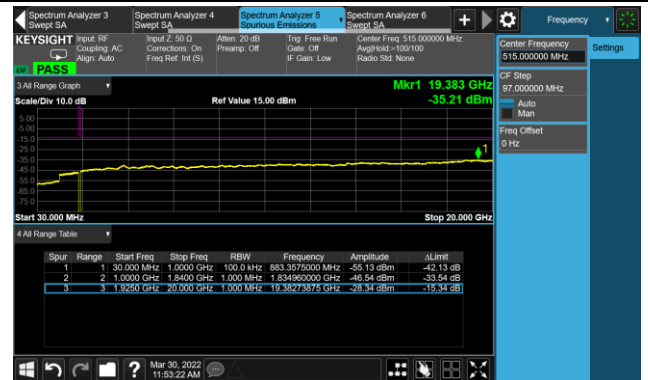 Spectrum Analyzer 3
Swept SA
Spectrum Analyzer 4
Swept SA
Spectrum Analyzer 5
Spurious Emissions
Spectrum Analyzer 6
Swept SA
+
Frequency
KEYSIGHT
Input: RF
Coupling: AC
Align: Auto
Input Z: 50 Ω
Corrections: On
Freq Ref: Int (S)
Atten: 20 dB
Preamp: Off
Trig: Free Run
Gate: Off
IF Gain: Low
Center Freq: 515.000000 MHz
Avg|Hold:>100/100
Radio Std: None
LXI
PASS
3 All Range Graph
Mkr1 19.383 GHz
Scale/Div 10.0 dB
Ref Value 15.00 dBm
-35.21 dBm
5.00
-5.00
-15.0
-25.0
-35.0
-45.0
-55.0
-65.0
-75.0
1
Start 30.000 MHz
Stop 20.000 GHz
4 All Range Table
Spur Range Start Freq Stop Freq RBW Frequency Amplitude ΔLimit
1 1 30.000 MHz 1.0000 GHz 100.0 kHz 883.3575000 MHz -55.13 dBm -42.13 dB
2 2 1.0000 GHz 1.8400 GHz 1.000 MHz 1.834960000 GHz -46.54 dBm -33.54 dB
3 3 1.9250 GHz 20.000 GHz 1.000 MHz 19.38273875 GHz -28.34 dBm -15.34 dB
Center Frequency
515.000000 MHz
Settings
CF Step
97.000000 MHz
Auto
Man
Freq Offset
0 Hz
?
Mar 30, 2022
11:53:22 AM